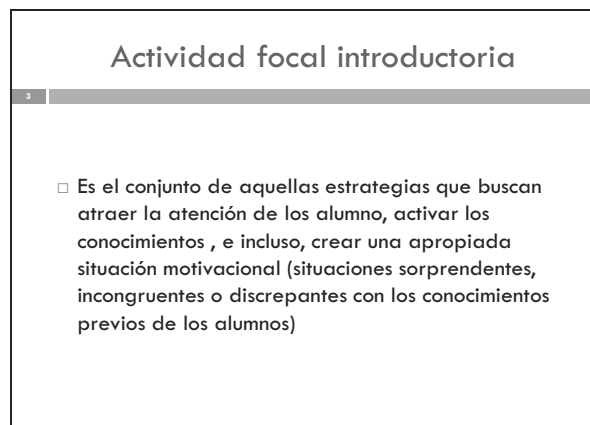 Actividad focal introductoria
3
□ Es el conjunto de aquellas estrategias que buscan
atraer la atención de los alumno, activar los
conocimientos , e incluso, crear una apropiada
situación motivacional (situaciones sorprendentes,
incongruentes o discrepantes con los conocimientos
previos de los alumnos)